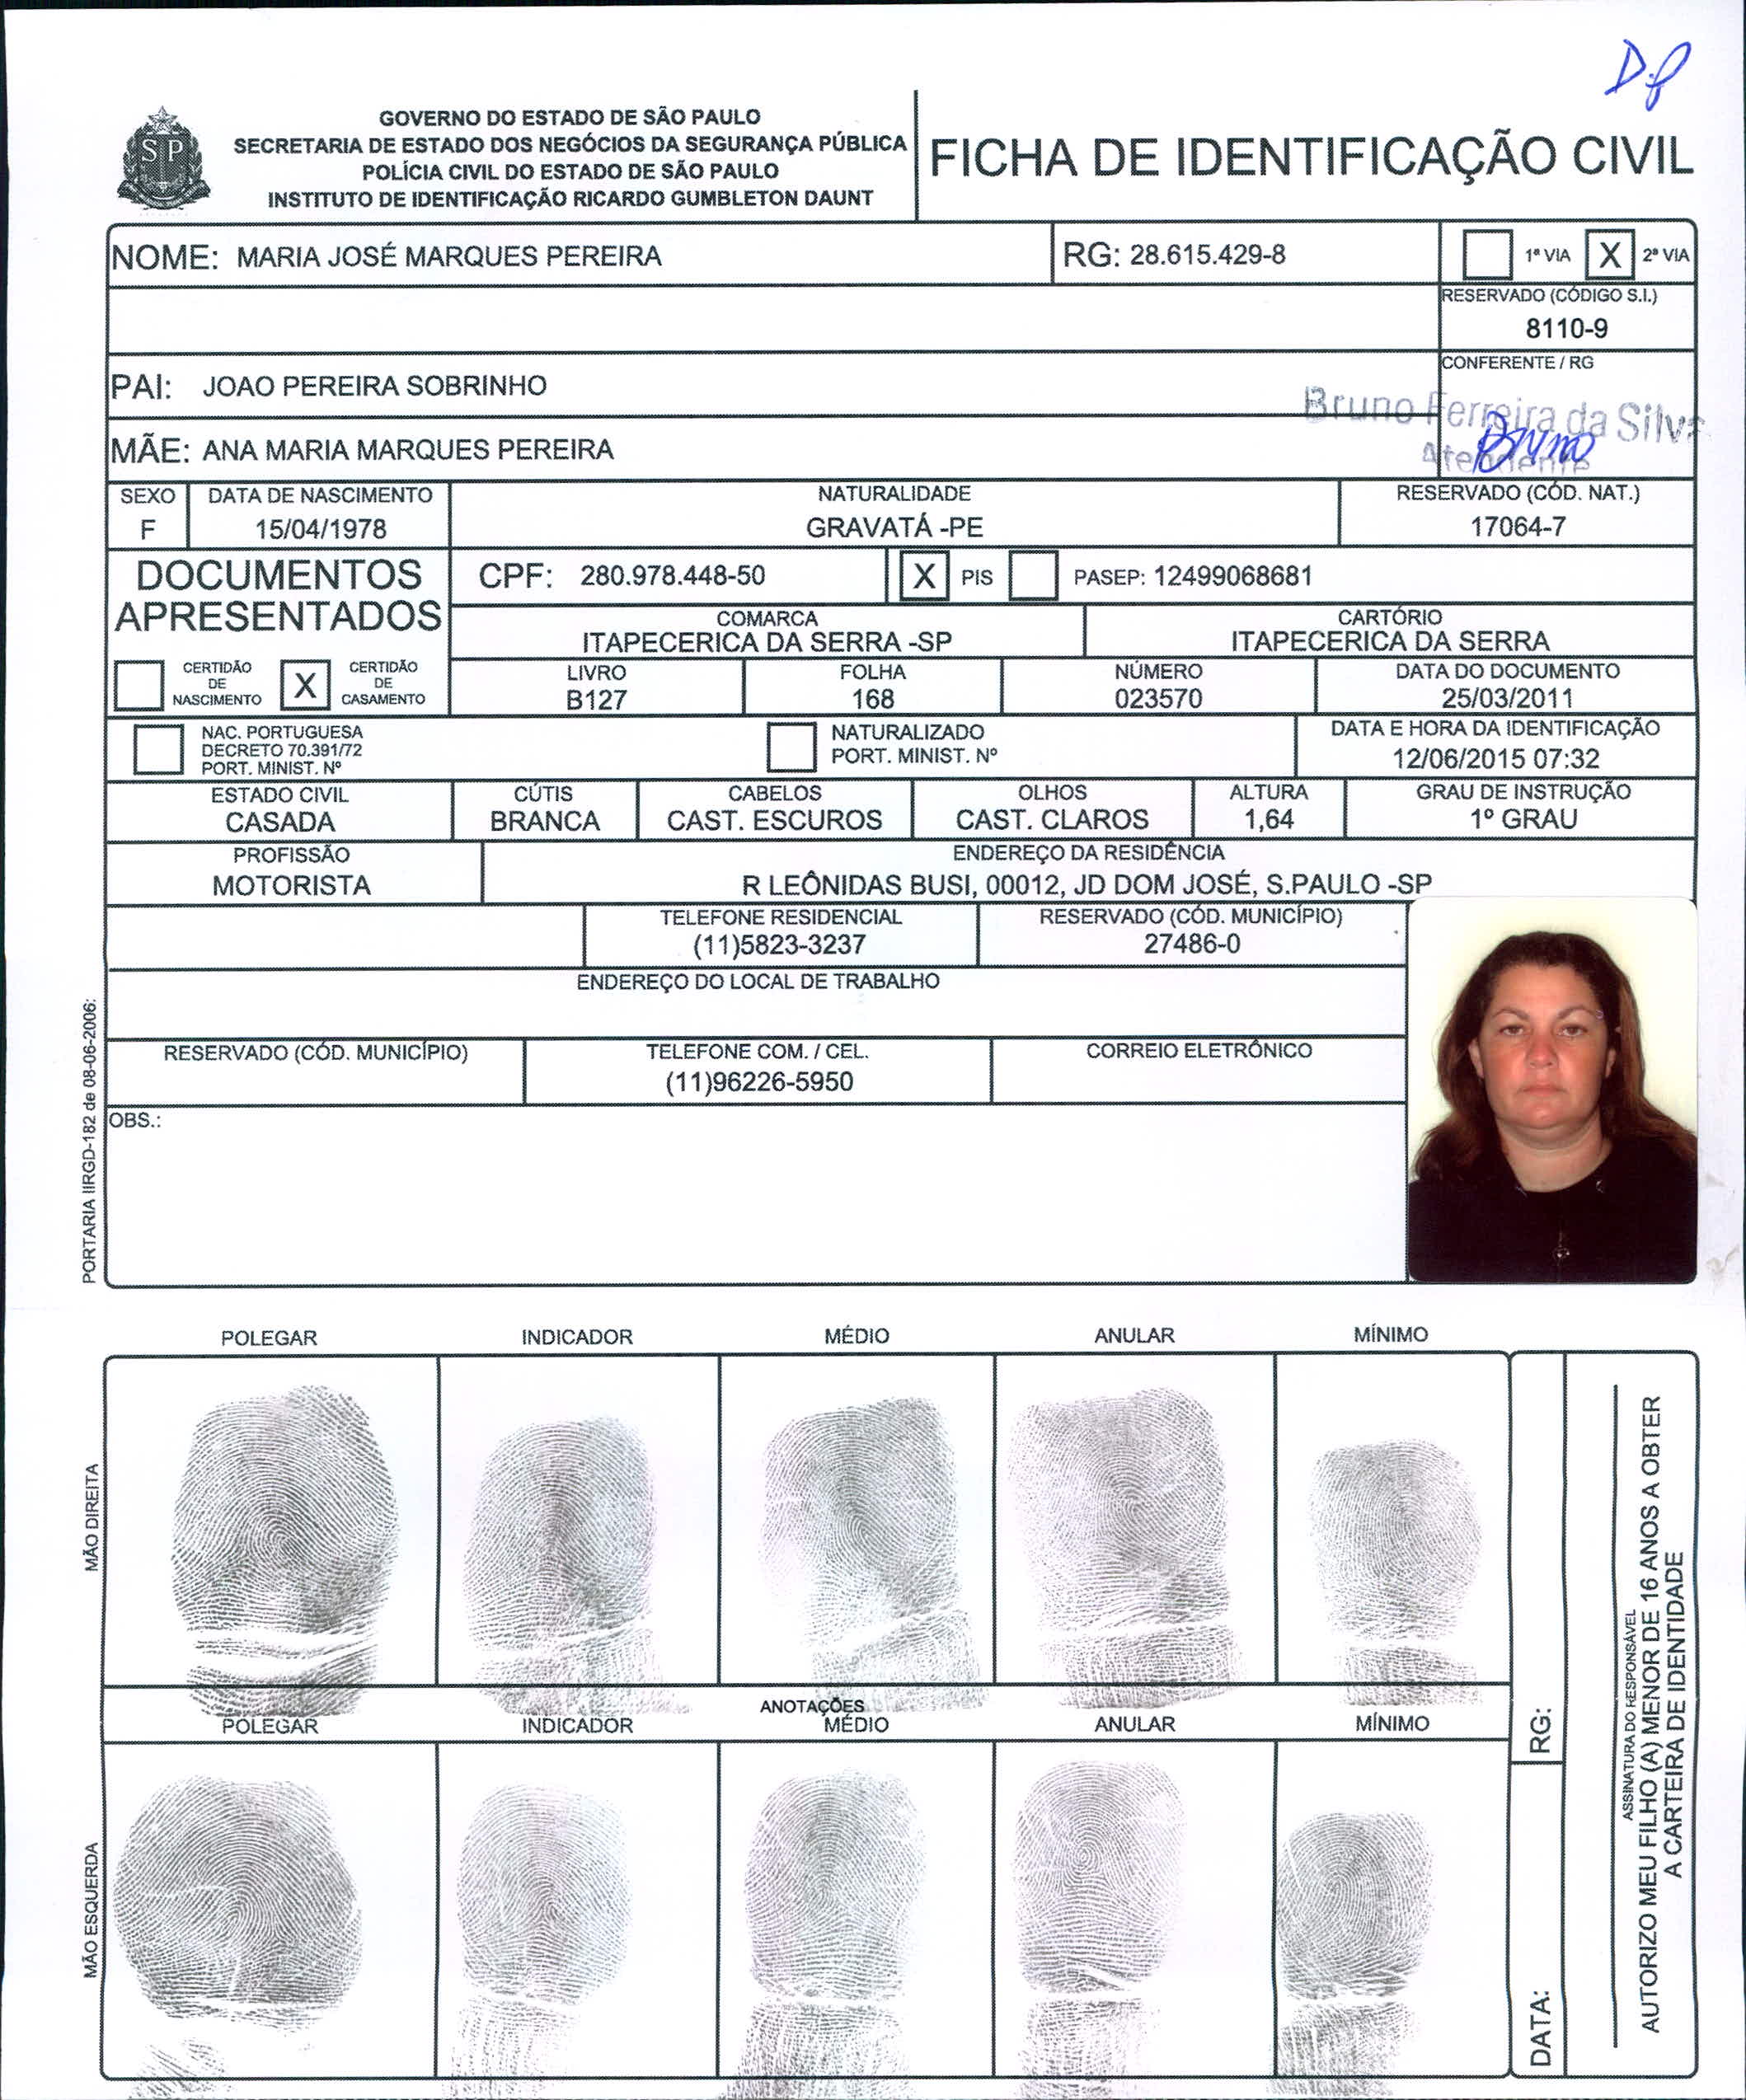 D.f
GOVERNO DO ESTADO DE SÃO PAULO
SECRETARIA DE ESTADO DOS NEGÓCIOS DA SEGURANÇA PÚBLICA
POLÍCIA CIVIL DO ESTADO DE SÃO PAULO
INSTITUTO DE IDENTIFICAÇÃO RICARDO GUMBLETON DAUNT
SP
FICHA DE IDENTIFICAÇÃO CIVIL
NOME: MARIA JOSÉ MARQUES PEREIRA
RG: 28.615.429-8
1ª VIA X 2ª VIA
RESERVADO (CÓDIGO S.I.)
8110-9
PAI: JOAO PEREIRA SOBRINHO
CONFERENTE / RG
Bruno Ferreira da Silva
Bruno
Atendente
MÃE: ANA MARIA MARQUES PEREIRA
SEXO
F
DATA DE NASCIMENTO
15/04/1978
NATURALIDADE
GRAVATÁ -PE
RESERVADO (CÓD. NAT.)
17064-7
DOCUMENTOS
APRESENTADOS
CPF: 280.978.448-50
X PIS
PASEP: 12499068681
COMARCA
ITAPECERICA DA SERRA -SP
CARTÓRIO
ITAPECERICA DA SERRA
CERTIDÃO
DE
NASCIMENTO
X
CERTIDÃO
DE
CASAMENTO
LIVRO
B127
FOLHA
168
NÚMERO
023570
DATA DO DOCUMENTO
25/03/2011
NAC. PORTUGUESA
DECRETO 70.391/72
PORT. MINIST. Nº
NATURALIZADO
PORT. MINIST. Nº
DATA E HORA DA IDENTIFICAÇÃO
12/06/2015 07:32
ESTADO CIVIL
CASADA
CÚTIS
BRANCA
CABELOS
CAST. ESCUROS
OLHOS
CAST. CLAROS
ALTURA
1,64
GRAU DE INSTRUÇÃO
1º GRAU
PROFISSÃO
MOTORISTA
ENDEREÇO DA RESIDÊNCIA
R LEÔNIDAS BUSI, 00012, JD DOM JOSÉ, S.PAULO -SP
TELEFONE RESIDENCIAL
(11)5823-3237
RESERVADO (CÓD. MUNICÍPIO)
27486-0
ENDEREÇO DO LOCAL DE TRABALHO
RESERVADO (CÓD. MUNICÍPIO)
TELEFONE COM. / CEL.
(11)96226-5950
CORREIO ELETRÔNICO
OBS.:
PORTARIA IIRGD-182 de 08-06-2006:
POLEGAR
INDICADOR
MÉDIO
ANULAR
MÍNIMO
MÃO DIREITA
ANOTAÇÕES
POLEGAR
INDICADOR
MÉDIO
ANULAR
MÍNIMO
MÃO ESQUERDA
RG:
DATA:
ASSINATURA DO RESPONSÁVEL
AUTORIZO MEU FILHO (A) MENOR DE 16 ANOS A OBTER
A CARTEIRA DE IDENTIDADE